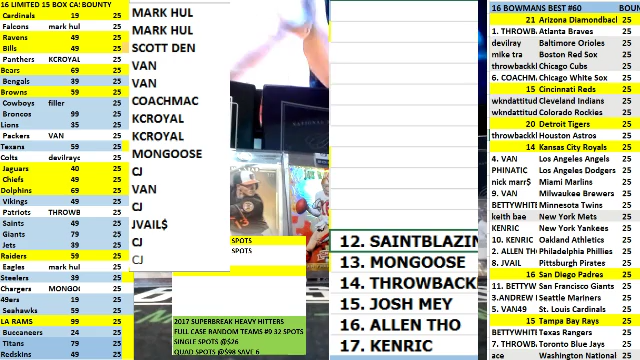 16 LIMITED 15 BOX CA: BOUNTY
Cardinals 19 25
Falcons mark hul 25
Ravens 49 25
Bills 49 25
Panthers KCROYAL 25
Bears 69 25
Bengals 39 25
Browns 59 25
Cowboys filler 25
Broncos 99 25
Lions 35 25
Packers VAN 25
Texans 59 25
Colts devilrayc 25
Jaguars 40 25
Chiefs 49 25
Dolphins 69 25
Vikings 49 25
Patriots THROWB 25
Saints 49 25
Giants 79 25
Jets 39 25
Raiders 59 25
Eagles mark hul 25
Steelers 39 25
Chargers MONGO 25
49ers 19 25
Seahawks 59 25
LA RAMS 99 25
Buccaneers 24 25
Titans 79 25
Redskins 49 25
MARK HUL
MARK HUL
SCOTT DEN
VAN
VAN
COACHMAC
KCROYAL
KCROYAL
MONGOOSE
CJ
VAN
CJ
JVAIL$
CJ
CJ
SPOTS
SPOTS
2017 SUPERBREAK HEAVY HITTERS
FULL CASE RANDOM TEAMS #9 32 SPOTS
SINGLE SPOTS @$26
QUAD SPOTS @$98 SAVE 6
12. SAINTBLAZIN
13. MONGOOSE
14. THROWBACK
15. JOSH MEY
16. ALLEN THO
17. KENRIC
16 BOWMANS BEST #60 BOUN
21 Arizona Diamondbacl 25
1. THROWB. Atlanta Braves 25
devilray Baltimore Orioles 25
mike tra Boston Red Sox 25
throwbackl Chicago Cubs 25
6. COACHM. Chicago White Sox 25
15 Cincinnati Reds 25
wkndattitud Cleveland Indians 25
wkndattitud Colorado Rockies 25
20 Detroit Tigers 25
throwbackl Houston Astros 25
14 Kansas City Royals 25
4. VAN Los Angeles Angels 25
PHINATIC Los Angeles Dodgers 25
nick marr$ Miami Marlins 25
9. VAN Milwaukee Brewers 25
BETTYWHIT Minnesota Twins 25
keith bae New York Mets 25
KENRIC New York Yankees 25
10. KENRIC Oakland Athletics 25
2. ALLEN TH Philadelphia Phillies 25
8. JVAIL Pittsburgh Pirates 25
16 San Diego Padres 25
11. BETTYW San Francisco Giants 25
3.ANDREW I Seattle Mariners 25
5. VAN49 St. Louis Cardinals 25
15 Tampa Bay Rays 25
BETTYWHIT Texas Rangers 25
7. THROWB Toronto Blue Jays 25
ace Washington National 25